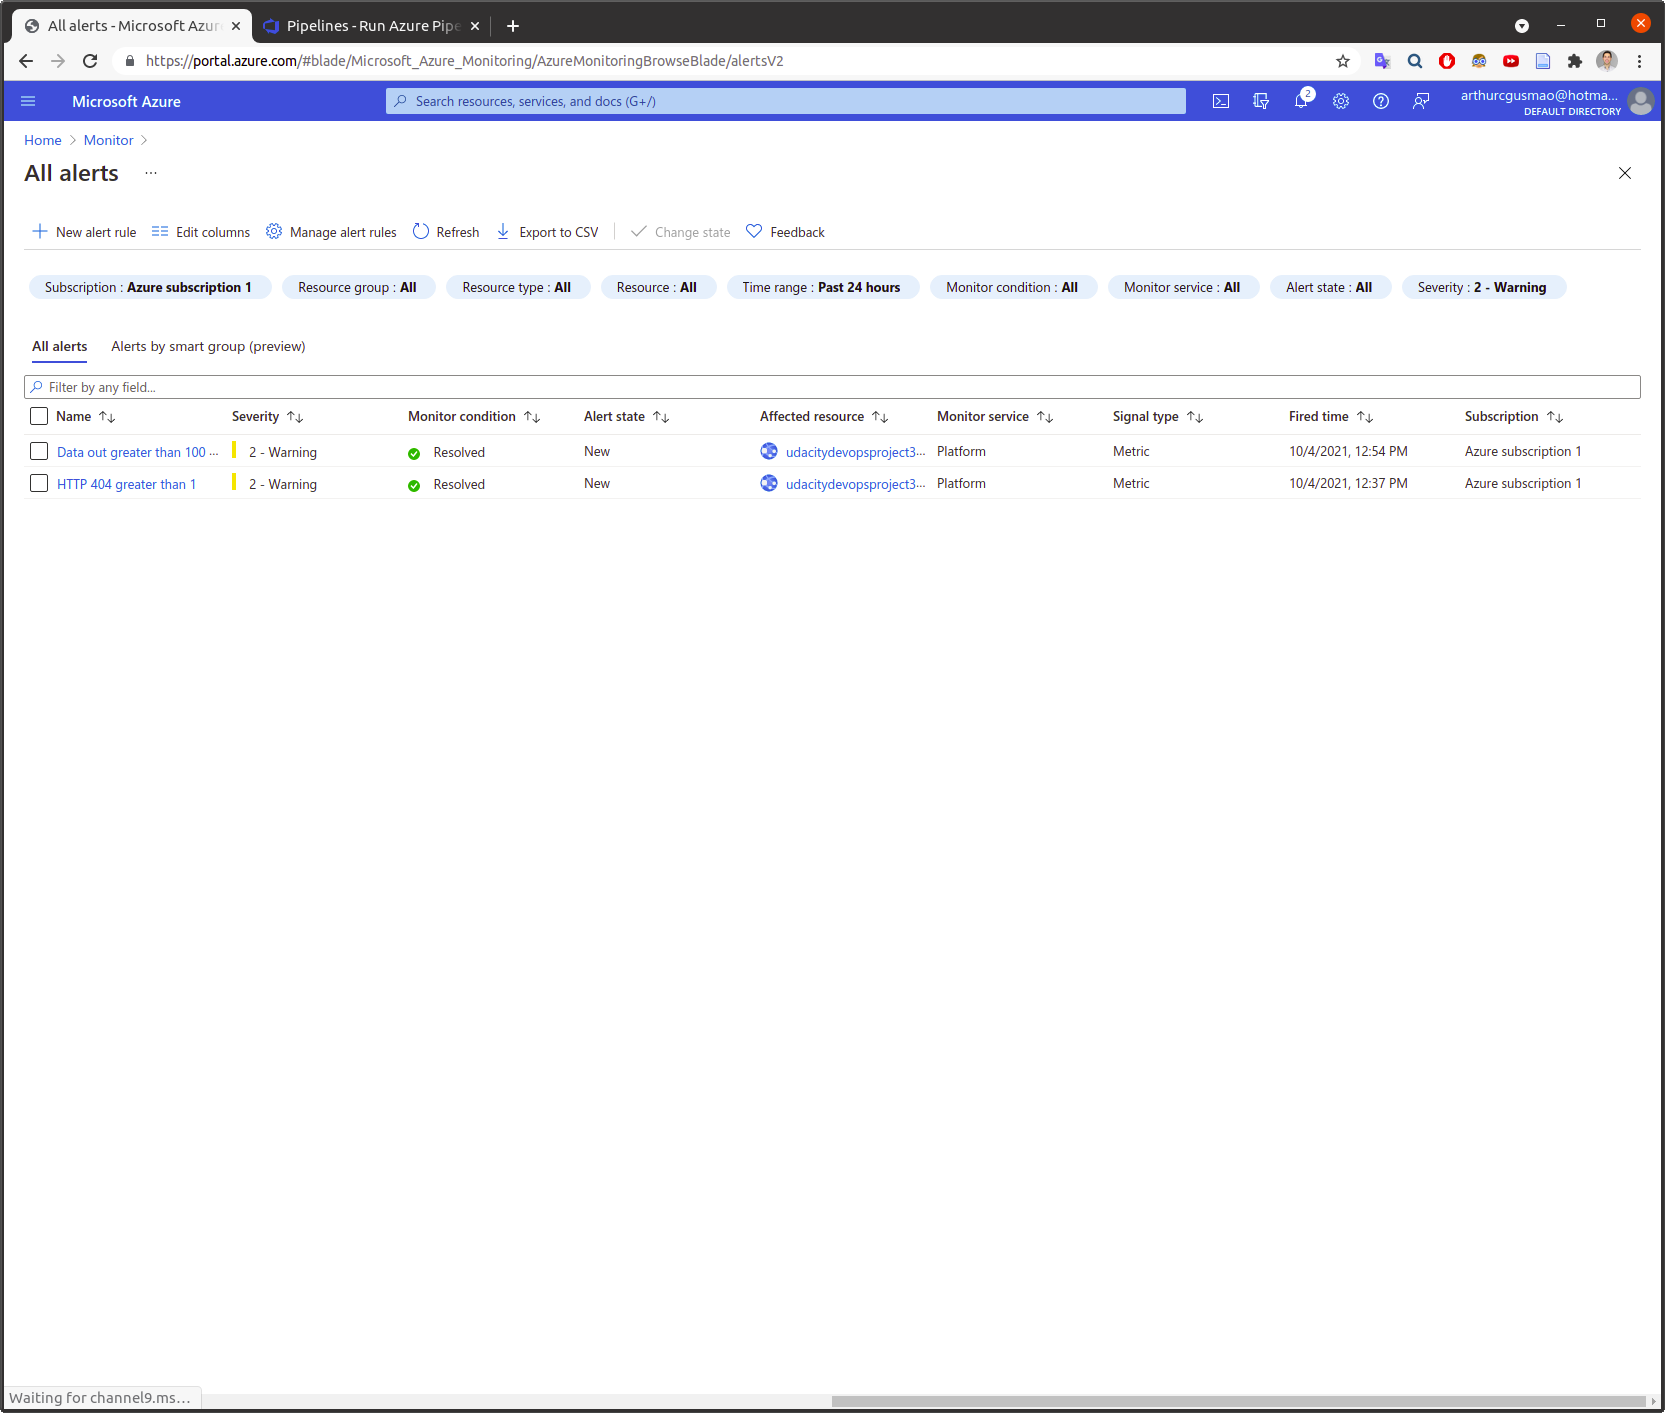 All alerts - Microsoft Azur
Pipelines - Run Azure Pipe
https://portal.azure.com/#blade/Microsoft_Azure_Monitoring/AzureMonitoringBrowseBlade/alertsV2
Microsoft Azure
Search resources, services, and docs (G+/)
2
arthurcgusmao@hotma...
DEFAULT DIRECTORY
Home > Monitor >
All alerts ...
New alert rule Edit columns Manage alert rules Refresh Export to CSV Change state Feedback
Subscription : Azure subscription 1 Resource group : All Resource type : All Resource : All Time range : Past 24 hours Monitor condition : All Monitor service : All Alert state : All Severity : 2 - Warning
All alerts Alerts by smart group (preview)
Filter by any field...
Name Severity Monitor condition Alert state Affected resource Monitor service Signal type Fired time Subscription
Data out greater than 100 ... 2 - Warning Resolved New udacitydevopsproject3... Platform Metric 10/4/2021, 12:54 PM Azure subscription 1
HTTP 404 greater than 1 2 - Warning Resolved New udacitydevopsproject3... Platform Metric 10/4/2021, 12:37 PM Azure subscription 1
Waiting for channel9.ms...